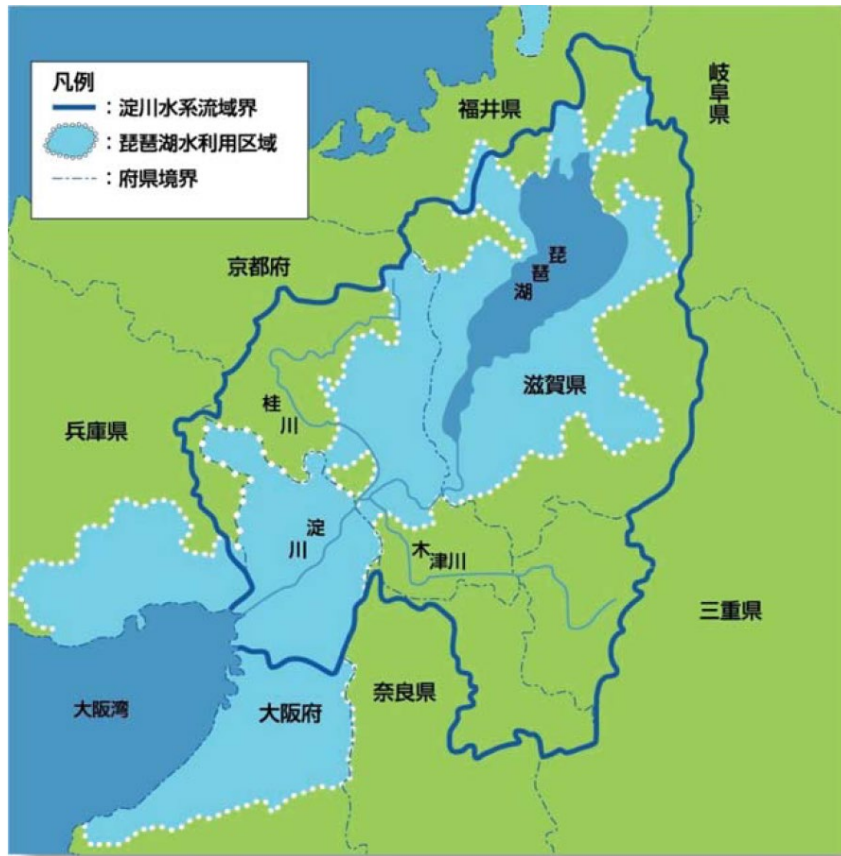 凡例
：淀川水系流域界
：琵琶湖水利用区域
：府県境界
福井県
岐阜県
京都府
琵琶湖
滋賀県
兵庫県
桂川
淀川
木津川
三重県
大阪湾
大阪府
奈良県